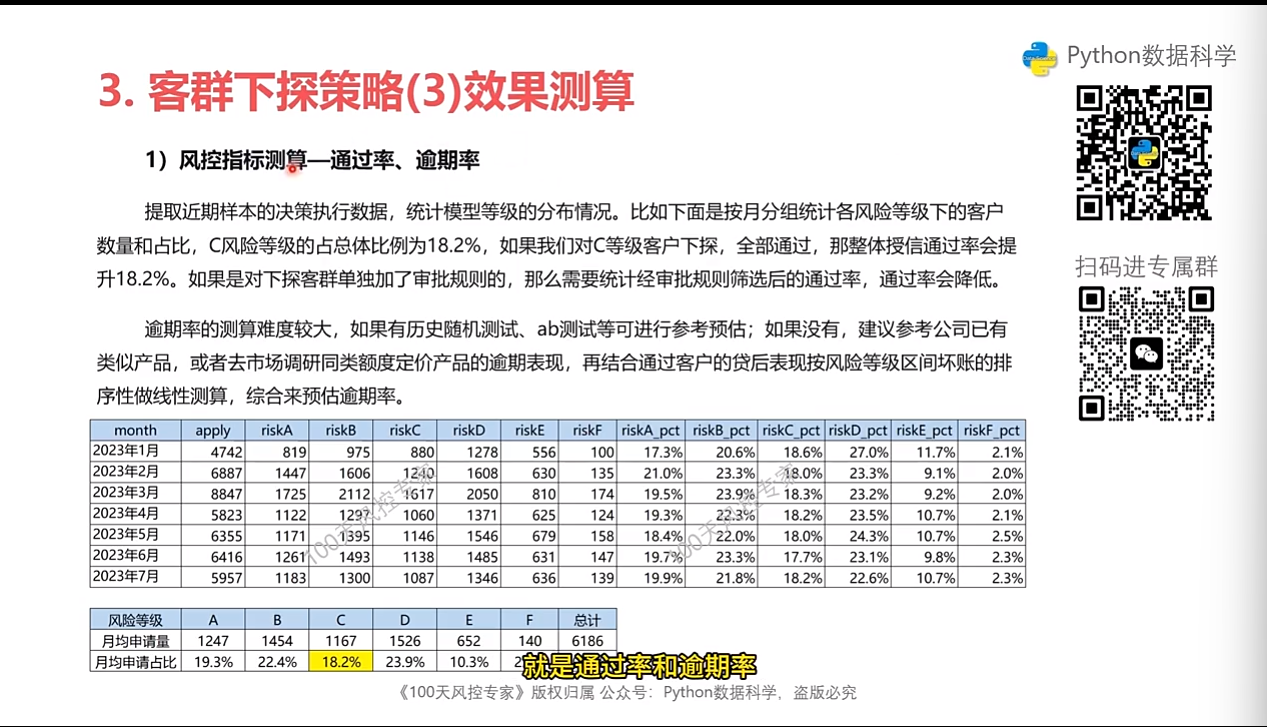 Python数据科学
3. 客群下探策略(3)效果测算
1）风控指标测算—通过率、逾期率
提取近期样本的决策执行数据，统计模型等级的分布情况。比如下面是按月分组统计各风险等级下的客户
数量和占比，C风险等级的占总体比例为18.2%，如果我们对C等级客户下探，全部通过，那整体授信通过率会提
升18.2%。如果是对下探客群单独加了审批规则的，那么需要统计经审批规则筛选后的通过率，通过率会降低。
扫码进专属群
逾期率的测算难度较大，如果有历史随机测试、ab测试等可进行参考预估；如果没有，建议参考公司已有
类似产品，或者去市场调研同类额度定价产品的逾期表现，再结合通过客户的贷后表现按风险等级区间坏账的排
序性做线性测算，综合来预估逾期率。
month apply riskA riskB riskC riskD riskE riskF riskA_pct riskB_pct riskC_pct riskD_pct riskE_pct riskF_pct
2023年1月 4742 819 975 880 1278 556 100 17.3% 20.6% 18.6% 27.0% 11.7% 2.1%
2023年2月 6887 1447 1606 1240 1608 630 135 21.0% 23.3% 18.0% 23.3% 9.1% 2.0%
2023年3月 8847 1725 2112 1617 2050 810 174 19.5% 23.9% 18.3% 23.2% 9.2% 2.0%
2023年4月 5823 1122 1297 1060 1371 625 124 19.3% 22.3% 18.2% 23.5% 10.7% 2.1%
2023年5月 6355 1171 1395 1146 1546 679 158 18.4% 22.0% 18.0% 24.3% 10.7% 2.5%
2023年6月 6416 1261 1493 1138 1485 631 147 19.7% 23.3% 17.7% 23.1% 9.8% 2.3%
2023年7月 5957 1183 1300 1087 1346 636 139 19.9% 21.8% 18.2% 22.6% 10.7% 2.3%
100天风控专家
100天风控专家
风险等级 A B C D E F 总计
月均申请量 1247 1454 1167 1526 652 140 6186
月均申请占比 19.3% 22.4% 18.2% 23.9% 10.3%
就是通过率和逾期率
《100天风控专家》版权归属 公众号：Python数据科学，盗版必究